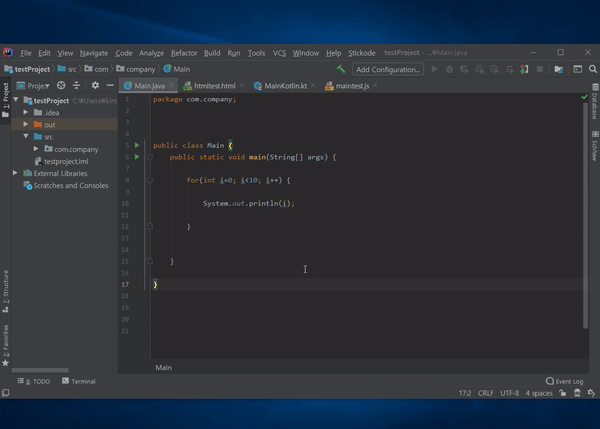 File Edit View Navigate Code Analyze Refactor Build Run Tools VCS Window Help Stickode testProject - ...₩Main.java
testProject src com company Main Add Configuration...
1: Project
Proje.. Main.java htmltest.html MainKotlin.kt maintest.js
testProject C:₩Users₩kim
.idea
out
src
com.company
testproject.iml
External Libraries
Scratches and Consoles
1 package com.company;
2
3
4
5 public class Main {
6 public static void main(String[] args) {
7
8 for(int i=0; i<10; i++) {
9
10 System.out.println(i);
11
12 }
13
14
15 }
16
17 }
18
19
20
21
Main
Database
SciView
7: Structure
2: Favorites
6: TODO Terminal Event Log
17:2 CRLF UTF-8 4 spaces